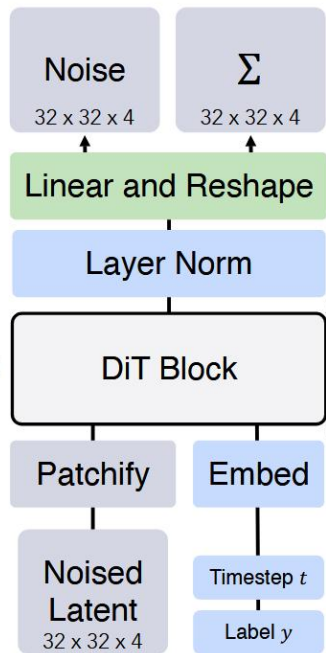 Noise
32 x 32 x 4
Σ
32 x 32 x 4
Linear and Reshape
Layer Norm
DiT Block
Patchify
Embed
Noised
Latent
32 x 32 x 4
Timestep t
Label y